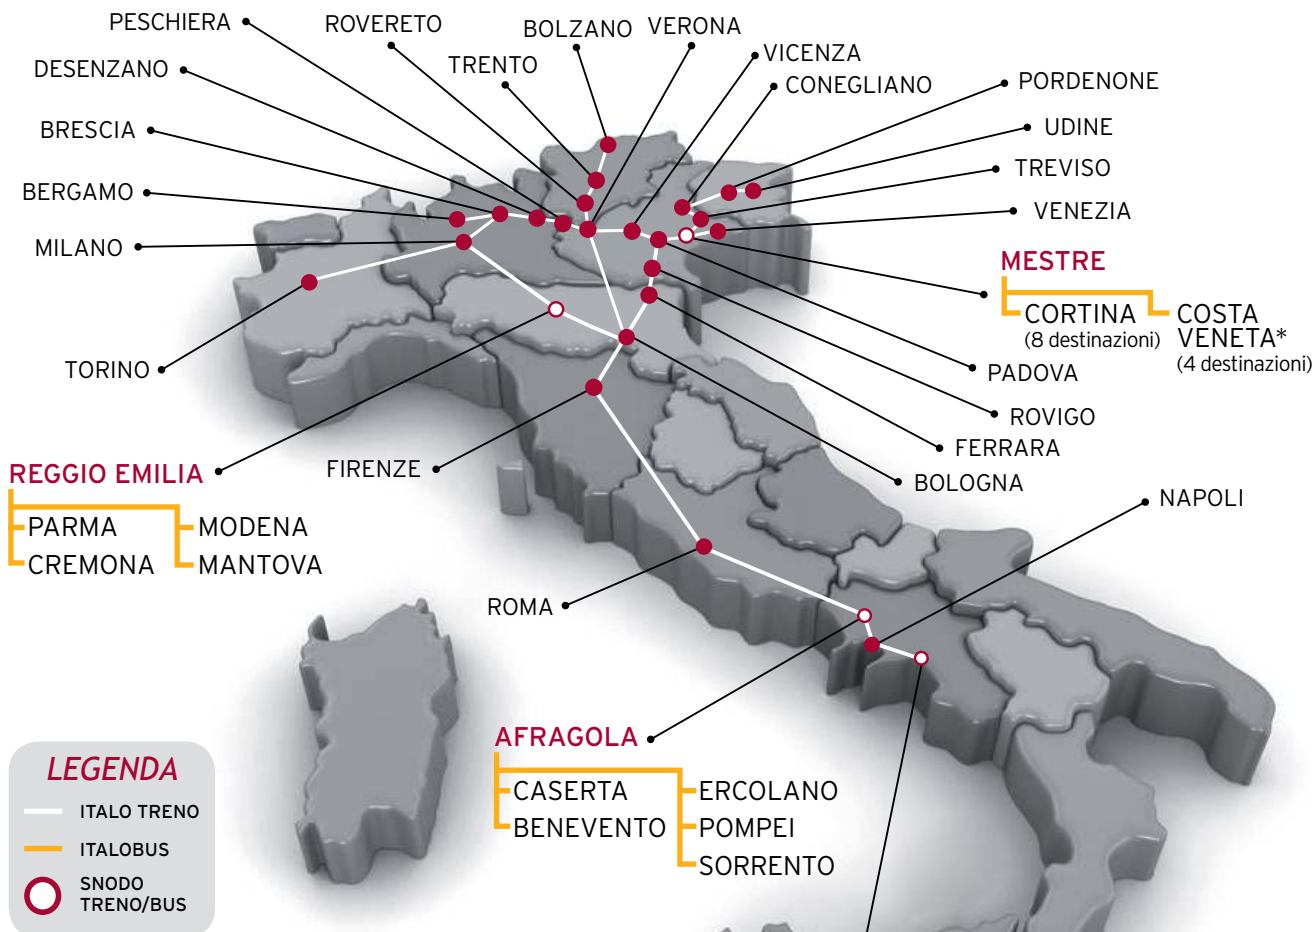 PESCHIERA
ROVERETO
BOLZANO
VERONA
DESENZANO
TRENTO
VICENZA
CONEGLIANO
PORDENONE
BRESCIA
UDINE
TREVISO
BERGAMO
VENEZIA
MILANO
MESTRE
CORTINA
(8 destinazioni)
COSTA
VENETA*
(4 destinazioni)
TORINO
PADOVA
ROVIGO
FERRARA
BOLOGNA
FIRENZE
REGGIO EMILIA
PARMA
MODENA
CREMONA
MANTOVA
NAPOLI
ROMA
AFRAGOLA
CASERTA
ERCOLANO
BENEVENTO
POMPEI
SORRENTO
LEGENDA
ITALO TRENO
ITALOBUS
SNODO
TRENO/BUS